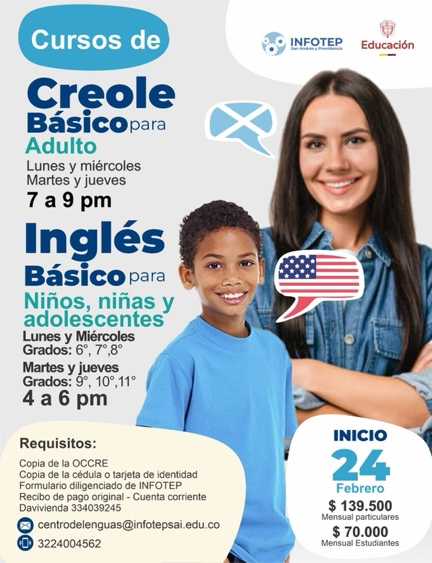 Cursos de
INFOTEP
San Andrés y Providencia
Educación
Creole
Básico para
Adulto
Lunes y miércoles
Martes y jueves
7 a 9 pm
Inglés
Básico para
Niños, niñas y
adolescentes
Lunes y Miércoles
Grados: 6°, 7°,8°
Martes y jueves
Grados: 9°, 10°,11°
4 a 6 pm
Requisitos:
Copia de la OCCRE
Copia de la cédula o tarjeta de identidad
Formulario diligenciado de INFOTEP
Recibo de pago original - Cuenta corriente
Davivienda 334039245
centrodelenguas@infotepsai.edu.co
3224004562
INICIO
24
Febrero
$ 139.500
Mensual particulares
$ 70.000
Mensual Estudiantes